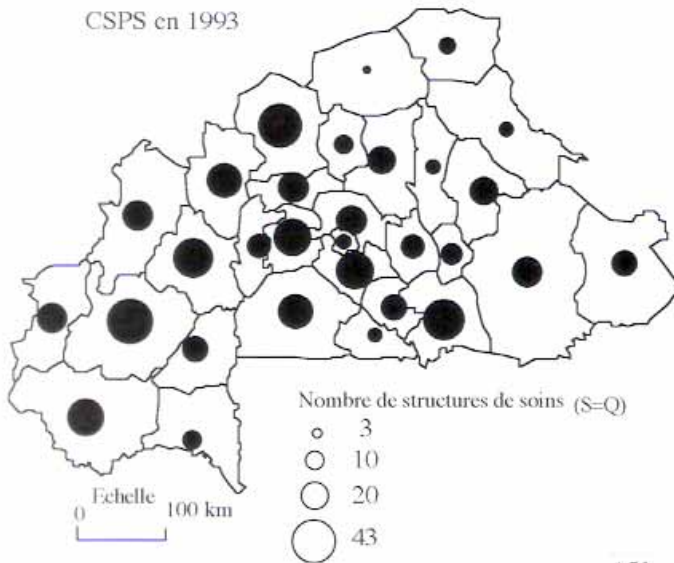 CSPS en 1993
Nombre de structures de soins (S=Q)
3
10
20
43
Echelle
0 100 km